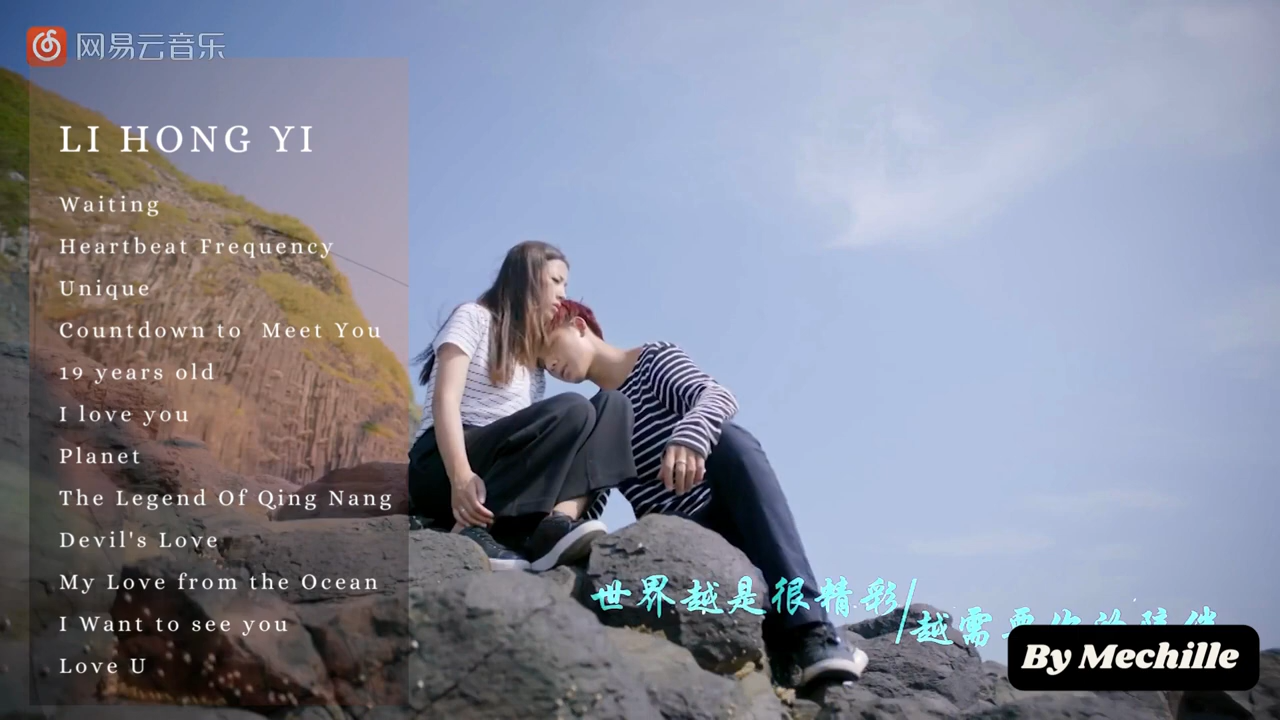 网易云音乐
LI HONG YI
Waiting
Heartbeat Frequency
Unique
Countdown to  Meet You
19 years old
I love you
Planet
The Legend Of Qing Nang
Devil's Love
My Love from the Ocean
I Want to see you
Love U
世界越是很精彩/
越需
By Mechille